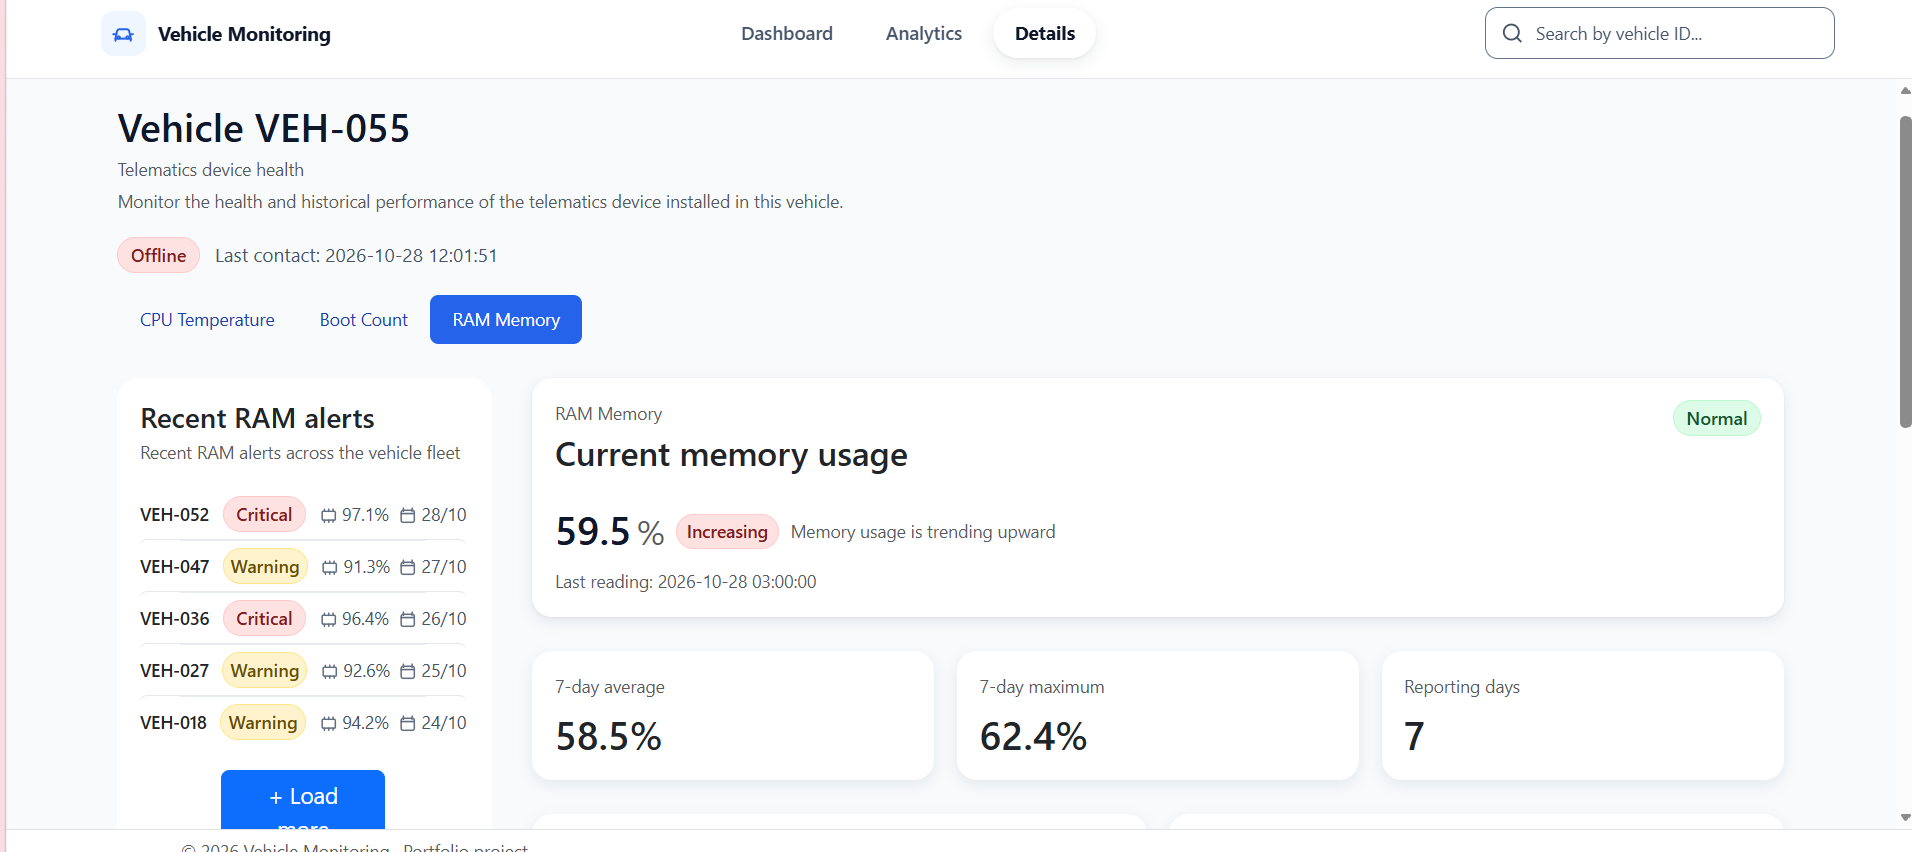 Vehicle Monitoring
Dashboard
Analytics
Details
Search by vehicle ID...
Vehicle VEH-055
Telematics device health
Monitor the health and historical performance of the telematics device installed in this vehicle.
Offline
Last contact: 2026-10-28 12:01:51
CPU Temperature
Boot Count
RAM Memory
Recent RAM alerts
Recent RAM alerts across the vehicle fleet
VEH-052 Critical 97.1% 28/10
VEH-047 Warning 91.3% 27/10
VEH-036 Critical 96.4% 26/10
VEH-027 Warning 92.6% 25/10
VEH-018 Warning 94.2% 24/10
+ Load
more
RAM Memory
Normal
Current memory usage
59.5 % Increasing Memory usage is trending upward
Last reading: 2026-10-28 03:00:00
7-day average
58.5%
7-day maximum
62.4%
Reporting days
7
© 2026 Vehicle Monitoring · Portfolio project